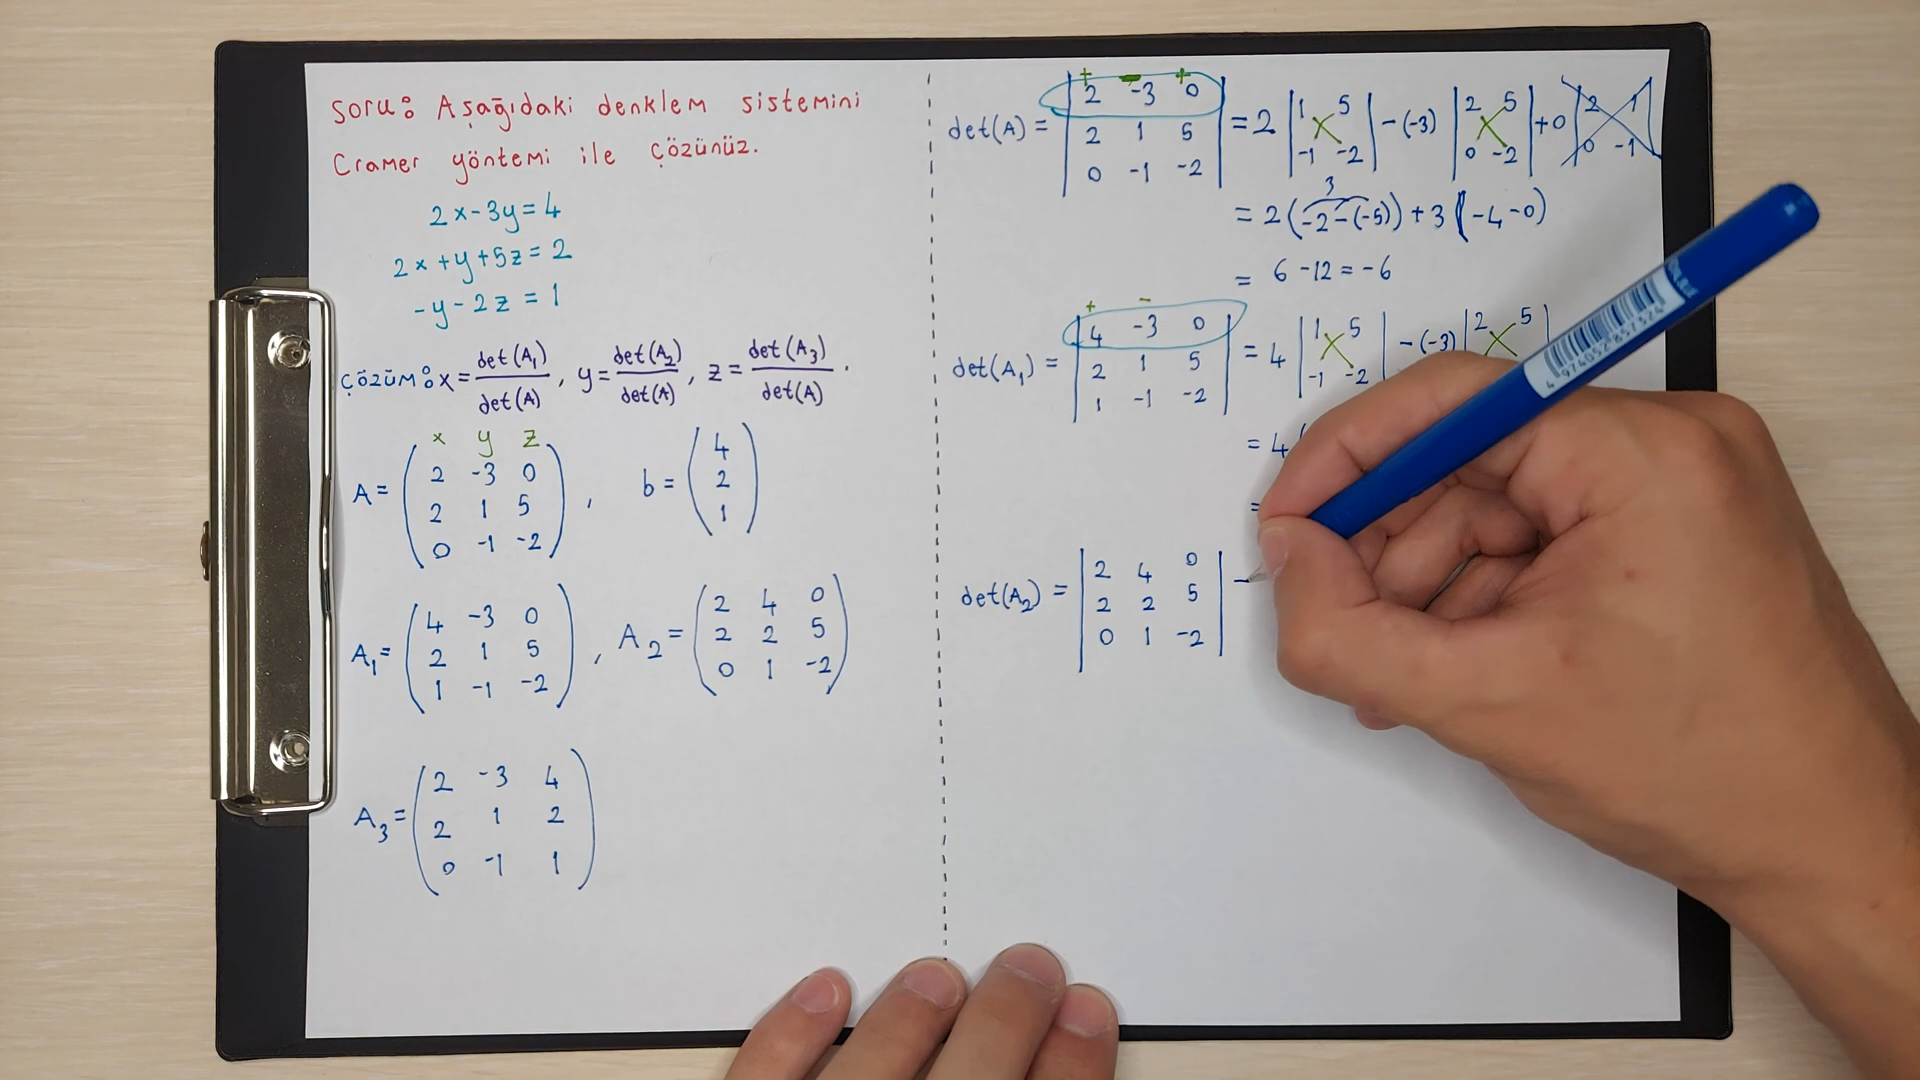 Soru: Aşağıdaki denklem sistemini
Cramer yöntemi ile çözünüz.
2x-3y=4
2x+y+5z=2
-y-2z=1
Çözüm: x= det(A₁)/det(A), y= det(A₂)/det(A), z= det(A₃)/det(A).
x y z
A= (2 -3 0
2 1 5
0 -1 -2), b= (4
2
1)
A₁= (4 -3 0
2 1 5
1 -1 -2), A₂= (2 4 0
2 2 5
0 1 -2)
A₃= (2 -3 4
2 1 2
0 -1 1)
+ - +
det(A) = |2 -3 0
2 1 5
0 -1 -2| = 2 |1 5
-1 -2| -(-3) |2 5
0 -2| +0 |2 1
0 -1|
3
= 2(-2-(-5)) + 3(-4-0)
= 6-12=-6
+ -
det(A₁) = |4 -3 0
2 1 5
1 -1 -2| = 4 |1 5
-1 -2| -(-3) |2 5
= 4(
=
det(A₂) = |2 4 0
2 2 5
0 1 -2| -
4974052857524